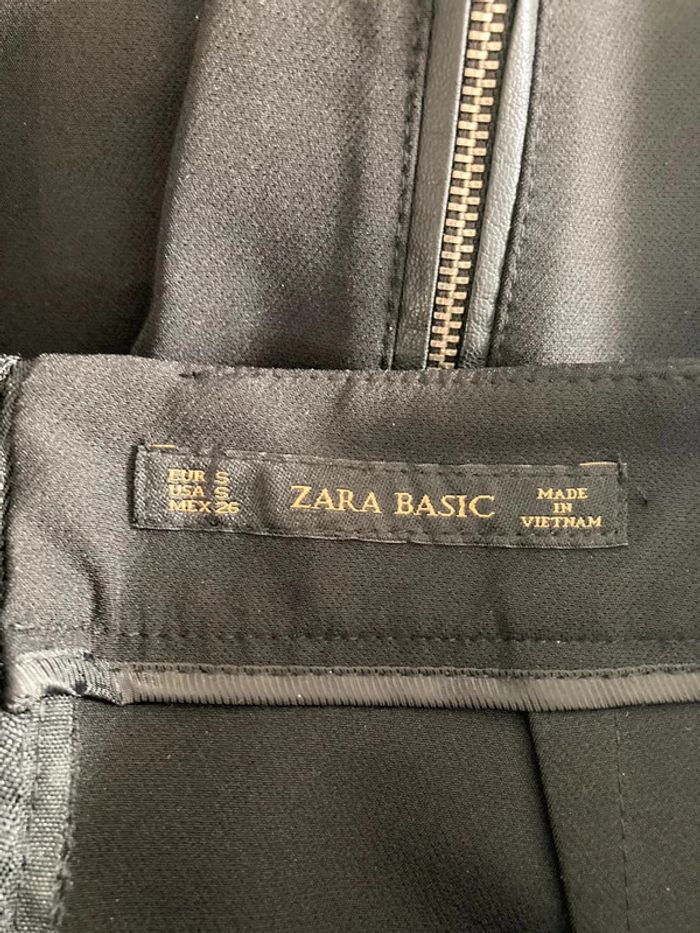 EUR S
USA S
MEX 26
ZARA BASIC
MADE
IN
VIETNAM